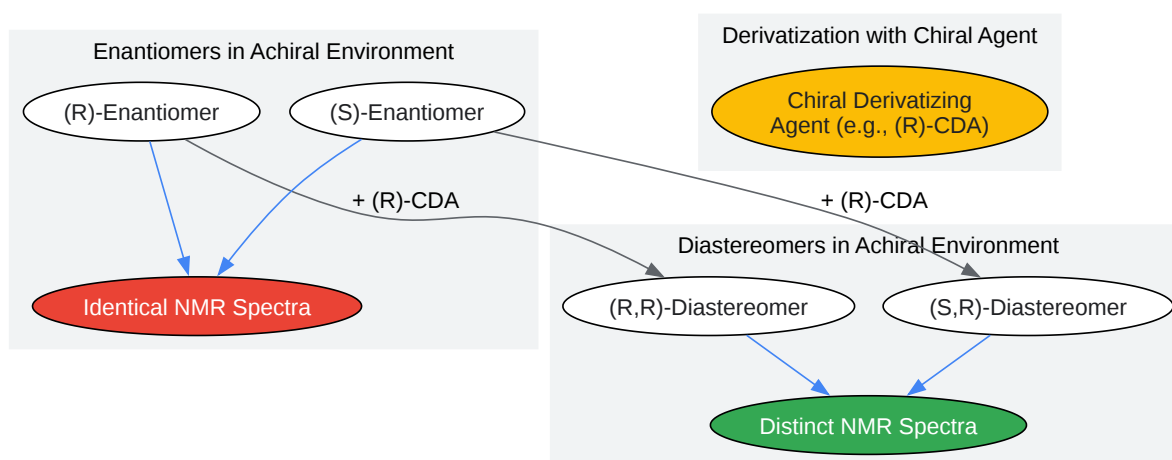 Enantiomers in Achiral Environment
(R)-Enantiomer
(S)-Enantiomer
Identical NMR Spectra
Derivatization with Chiral Agent
Chiral Derivatizing
Agent (e.g., (R)-CDA)
+ (R)-CDA
+ (R)-CDA
Diastereomers in Achiral Environment
(R,R)-Diastereomer
(S,R)-Diastereomer
Distinct NMR Spectra